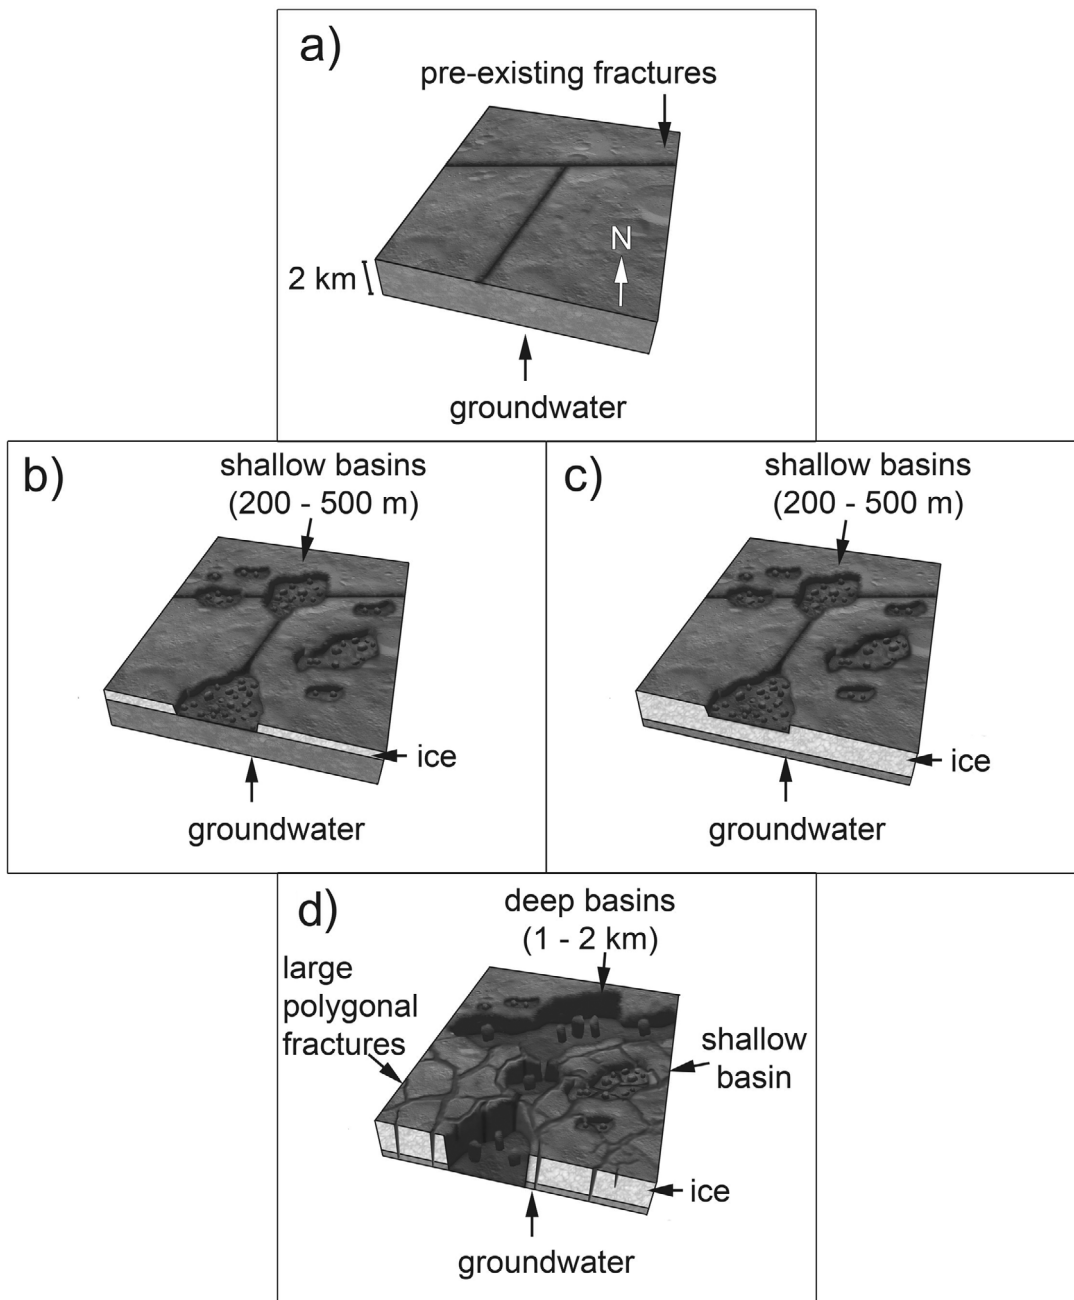 a)
pre-existing fractures
N
2 km
groundwater
b)
shallow basins
(200 - 500 m)
ice
groundwater
c)
shallow basins
(200 - 500 m)
ice
groundwater
d)
deep basins
(1 - 2 km)
large
polygonal
fractures
shallow
basin
ice
groundwater